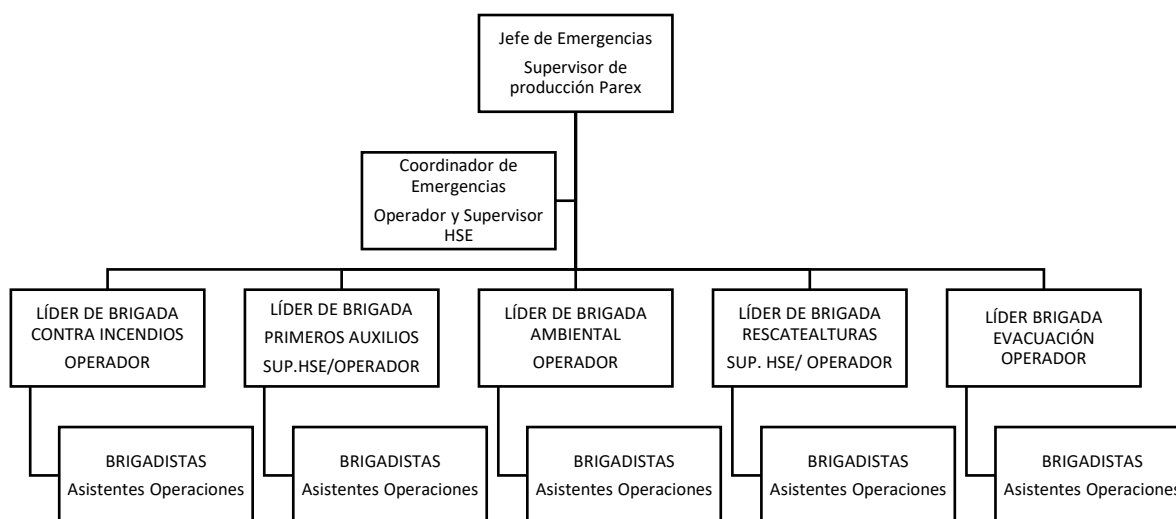 Jefe de Emergencias
Supervisor de
producción Parex
Coordinador de
Emergencias
Operador y Supervisor
HSE
LÍDER DE BRIGADA
CONTRA INCENDIOS
OPERADOR
LÍDER DE BRIGADA
PRIMEROS AUXILIOS
SUP.HSE/OPERADOR
LÍDER DE BRIGADA
AMBIENTAL
OPERADOR
LÍDER DE BRIGADA
RESCATEALTURAS
SUP. HSE/ OPERADOR
LÍDER BRIGADA
EVACUACIÓN
OPERADOR
BRIGADISTAS
Asistentes Operaciones
BRIGADISTAS
Asistentes Operaciones
BRIGADISTAS
Asistentes Operaciones
BRIGADISTAS
Asistentes Operaciones
BRIGADISTAS
Asistentes Operaciones